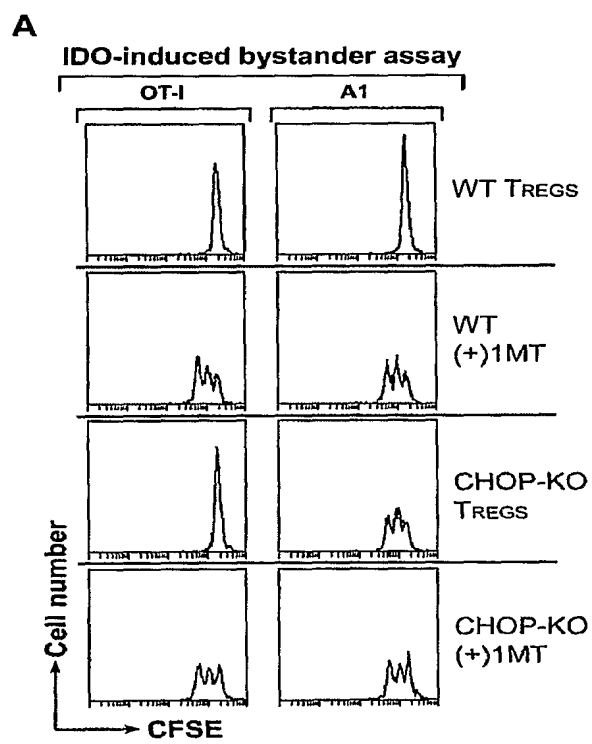 A
IDO-induced bystander assay
OT-I
A1
WT TREGS
WT
(+)1MT
CHOP-KO
TREGS
CHOP-KO
(+)1MT
Cell number
CFSE